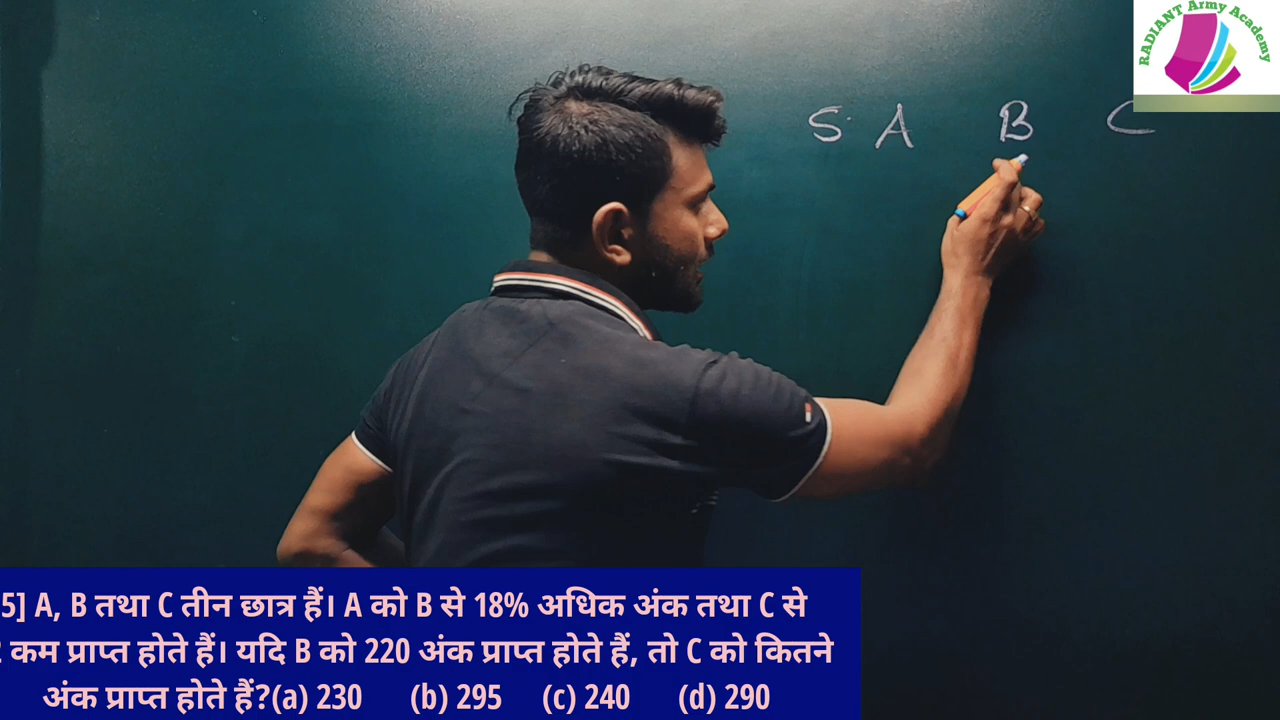 RADIANT Army Academy
S. A B C
5] A, B तथा C तीन छात्र हैं। A को B से 18% अधिक अंक तथा C से
कम प्राप्त होते हैं। यदि B को 220 अंक प्राप्त होते हैं, तो C को कितने
अंक प्राप्त होते हैं?(a) 230 (b) 295 (c) 240 (d) 290